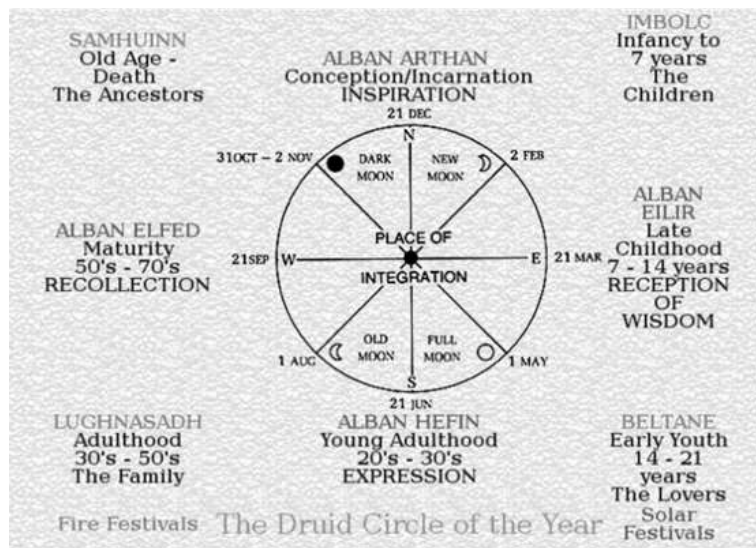 SAMHUINN
Old Age -
Death
The Ancestors
ALBAN ARTHAN
Conception/Incarnation
INSPIRATION
IMBOLC
Infancy to
7 years
The
Children
21 DEC
N
31OCT – 2 NOV
DARK
MOON
NEW
MOON
2 FEB
ALBAN ELFED
Maturity
50's - 70's
RECOLLECTION
21SEP
W
PLACE OF
INTEGRATION
E
21 MAR
ALBAN
EILIR
Late
Childhood
7 - 14 years
RECEPTION
OF
WISDOM
1 AUG
OLD
MOON
FULL
MOON
1 MAY
S
21 JUN
LUGHNASADH
Adulthood
30's - 50's
The Family
ALBAN HEFIN
Young Adulthood
20's - 30's
EXPRESSION
BELTANE
Early Youth
14 - 21
years
The Lovers
Fire Festivals
The Druid Circle of the Year
Solar
Festivals